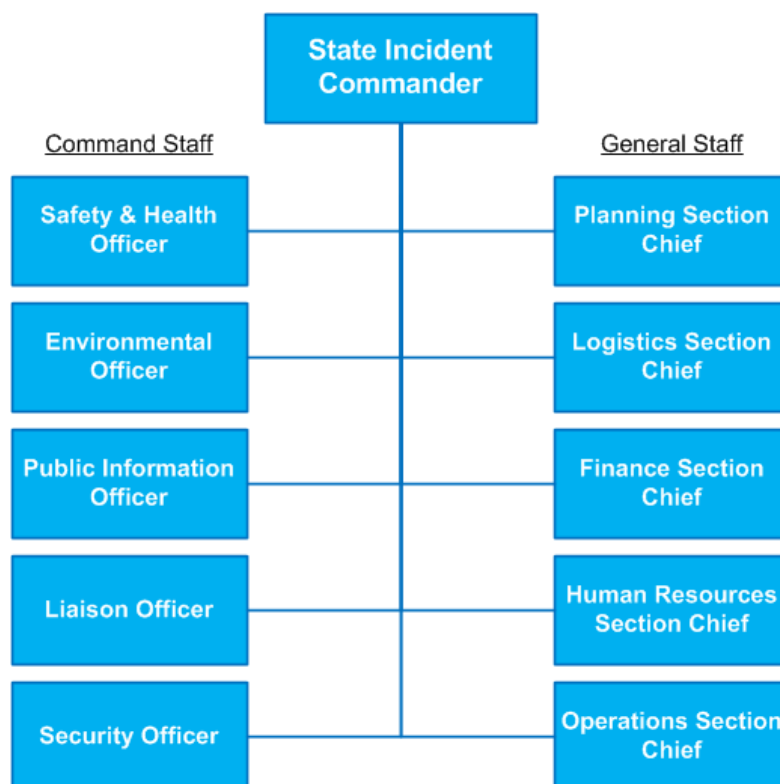 State Incident
Commander
Command Staff
General Staff
Safety & Health
Officer
Planning Section
Chief
Environmental
Officer
Logistics Section
Chief
Public Information
Officer
Finance Section
Chief
Liaison Officer
Human Resources
Section Chief
Security Officer
Operations Section
Chief